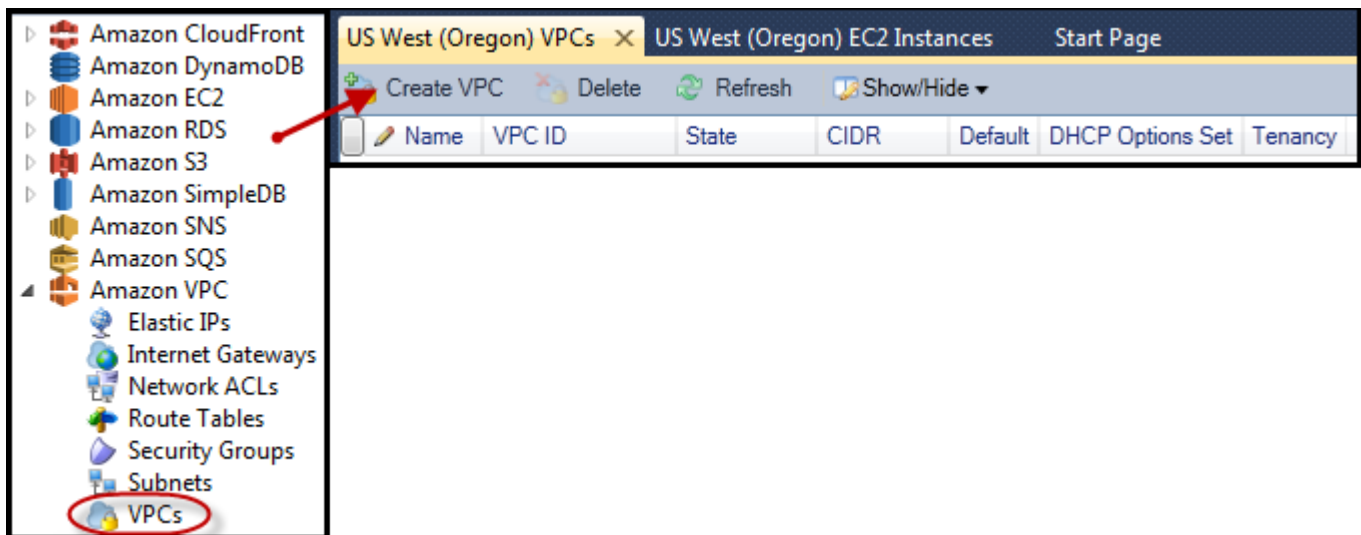 Amazon CloudFront
Amazon DynamoDB
Amazon EC2
Amazon RDS
Amazon S3
Amazon SimpleDB
Amazon SNS
Amazon SQS
Amazon VPC
Elastic IPs
Internet Gateways
Network ACLs
Route Tables
Security Groups
Subnets
VPCs
US West (Oregon) VPCs US West (Oregon) EC2 Instances Start Page
Create VPC Delete Refresh Show/Hide
Name VPC ID State CIDR Default DHCP Options Set Tenancy